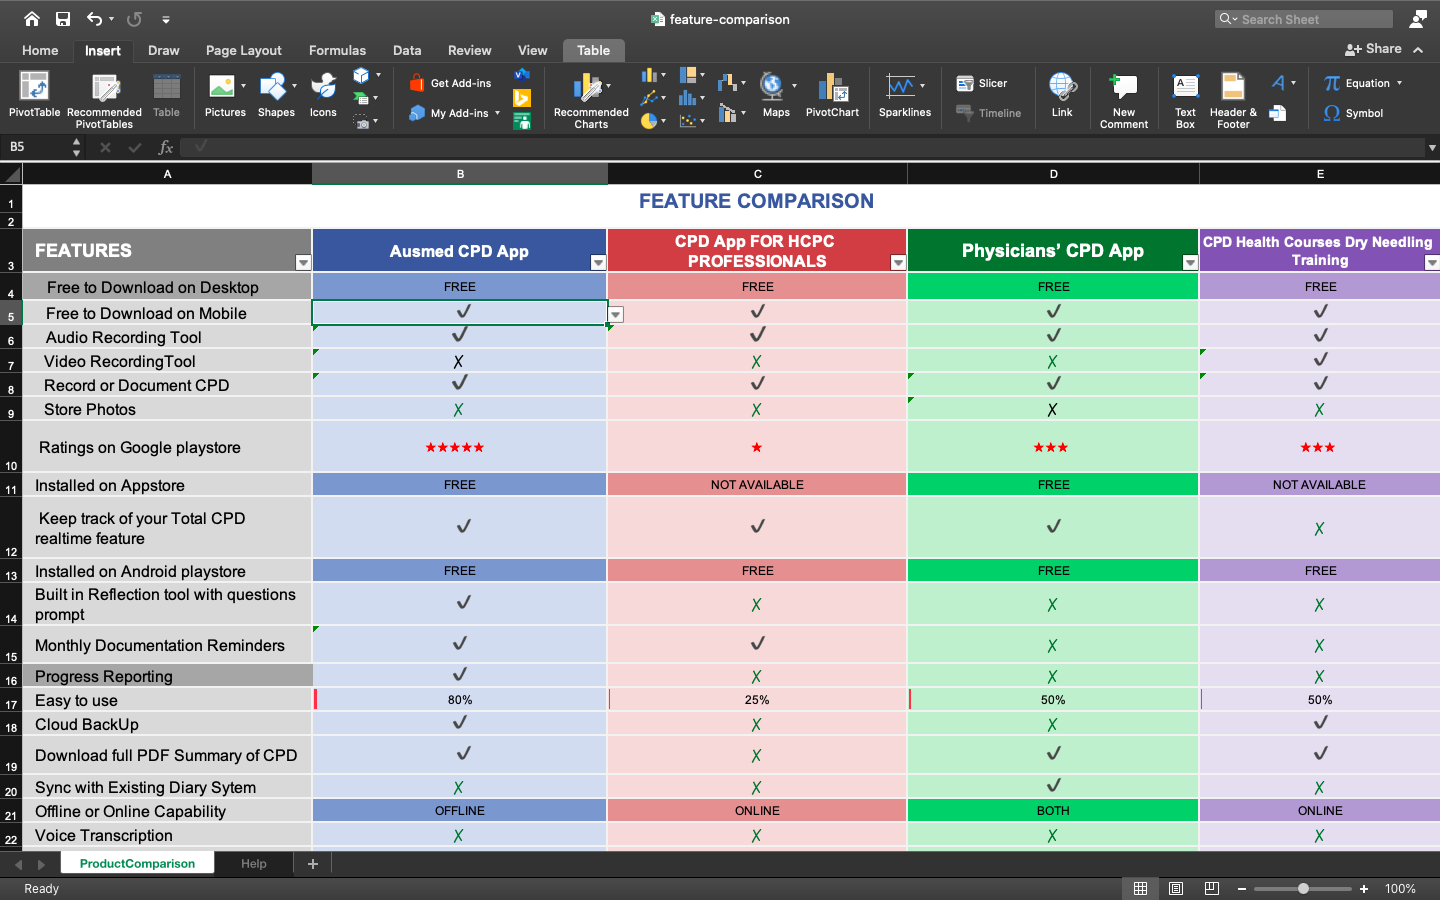 feature-comparison
Search Sheet
Home Insert Draw Page Layout Formulas Data Review View Table Share
PivotTable
Recommended
PivotTables
Table
Pictures
Shapes
Icons
Get Add-ins
My Add-ins
Recommended
Charts
Maps
PivotChart
Sparklines
Slicer
Timeline
Link
New
Comment
Text
Box
Header &
Footer
Equation
Symbol
B5 fx
A B C D E
1 FEATURE COMPARISON
2
3 FEATURES Ausmed CPD App CPD App FOR HCPC
PROFESSIONALS Physicians' CPD App CPD Health Courses Dry Needling
Training
4 Free to Download on Desktop FREE FREE FREE FREE
5 Free to Download on Mobile ✓ ✓ ✓ ✓
6 Audio Recording Tool ✓ ✓ ✓ ✓
7 Video RecordingTool ✗ ✗ ✗ ✓
8 Record or Document CPD ✓ ✓ ✓ ✓
9 Store Photos ✗ ✗ ✗ ✗
10 Ratings on Google playstore ★★★★★ ★ ★★★ ★★★
11 Installed on Appstore FREE NOT AVAILABLE FREE NOT AVAILABLE
12 Keep track of your Total CPD
realtime feature ✓ ✓ ✓ ✗
13 Installed on Android playstore FREE FREE FREE FREE
14 Built in Reflection tool with questions
prompt ✓ ✗ ✗ ✗
15 Monthly Documentation Reminders ✓ ✓ ✗ ✗
16 Progress Reporting ✓ ✗ ✗ ✗
17 Easy to use 80% 25% 50% 50%
18 Cloud BackUp ✓ ✗ ✗ ✓
19 Download full PDF Summary of CPD ✓ ✗ ✓ ✓
20 Sync with Existing Diary Sytem ✗ ✗ ✓ ✗
21 Offline or Online Capability OFFLINE ONLINE BOTH ONLINE
22 Voice Transcription ✗ ✗ ✗ ✗
ProductComparison Help +
Ready 100%